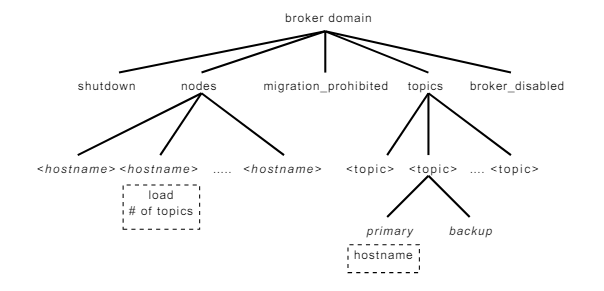 broker domain
shutdown nodes migration_prohibited topics broker_disabled
<hostname> <hostname> ..... <hostname> <topic> <topic> .... <topic>
load
# of topics
primary backup
hostname